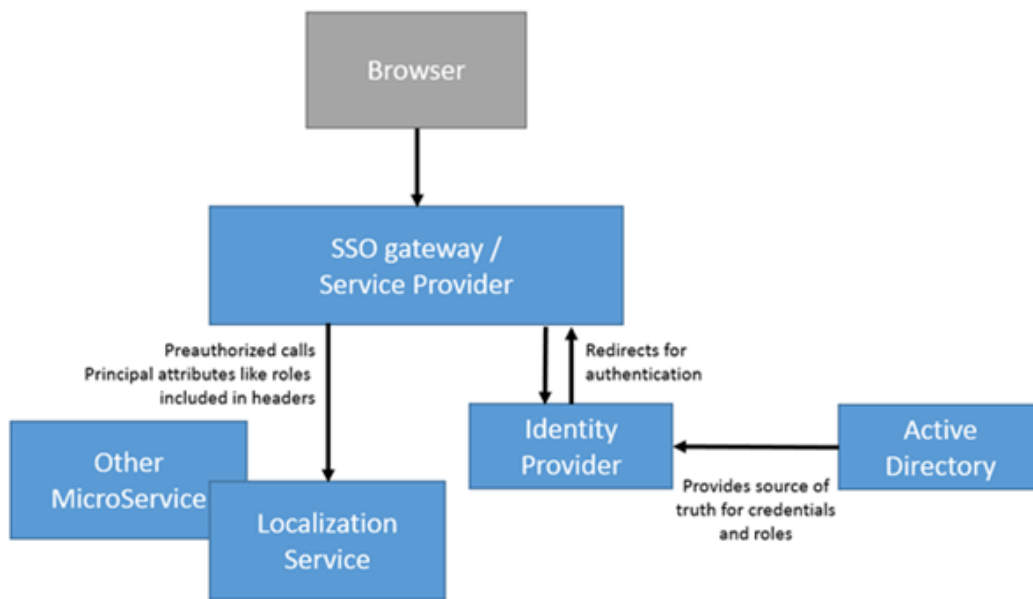 Browser
SSO gateway /
Service Provider
Preauthorized calls
Principal attributes like roles
included in headers
Redirects for
authentication
Identity
Provider
Active
Directory
Other
MicroService
Provides source of
truth for credentials
and roles
Localization
Service